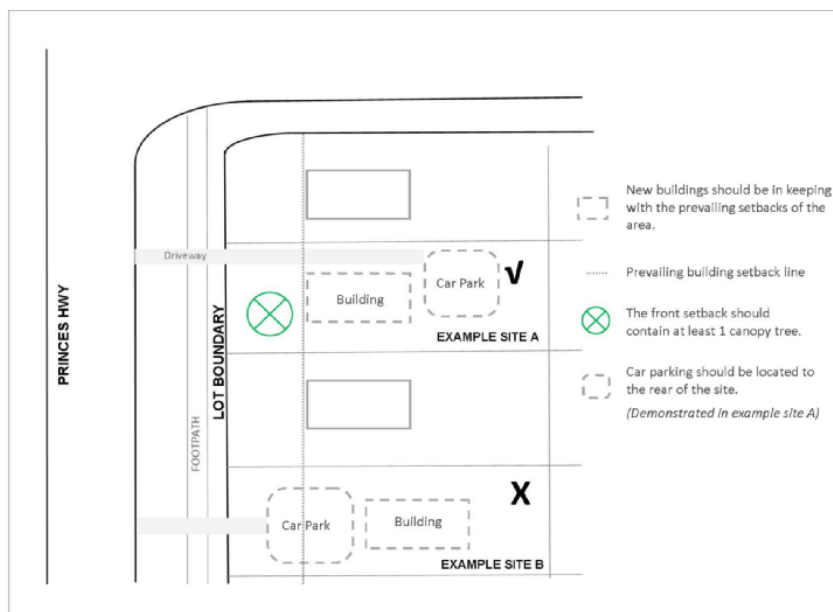 PRINCES HWY
FOOTPATH
LOT BOUNDARY
Driveway
Building
Car Park
√
EXAMPLE SITE A
Car Park
Building
X
EXAMPLE SITE B
New buildings should be in keeping
with the prevailing setbacks of the
area.
Prevailing building setback line
The front setback should
contain at least 1 canopy tree.
Car parking should be located to
the rear of the site.
(Demonstrated in example site A)